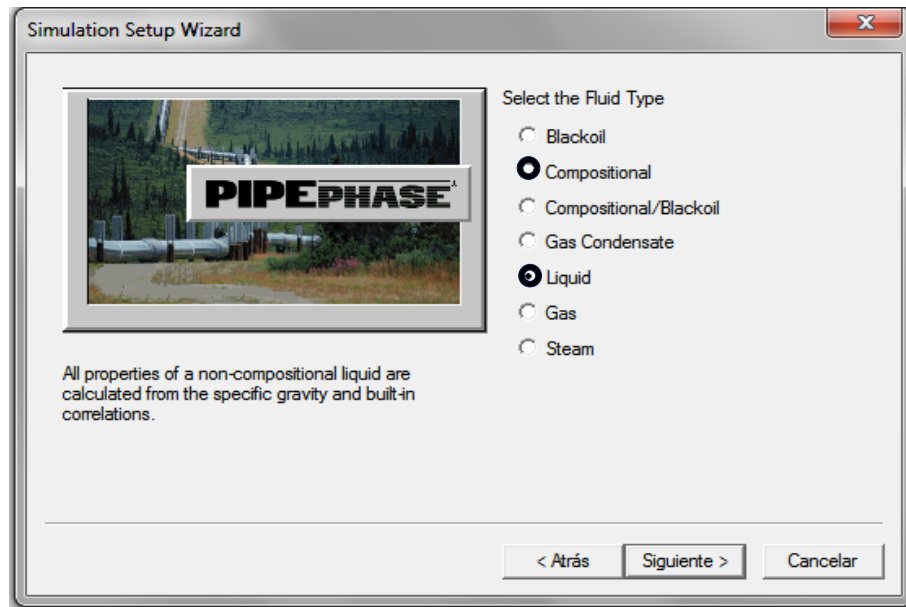 Simulation Setup Wizard
PIPEPHASE
Select the Fluid Type
Blackoil
Compositional
Compositional/Blackoil
Gas Condensate
Liquid
Gas
Steam
All properties of a non-compositional liquid are
calculated from the specific gravity and built-in
correlations.
< Atrás
Siguiente >
Cancelar